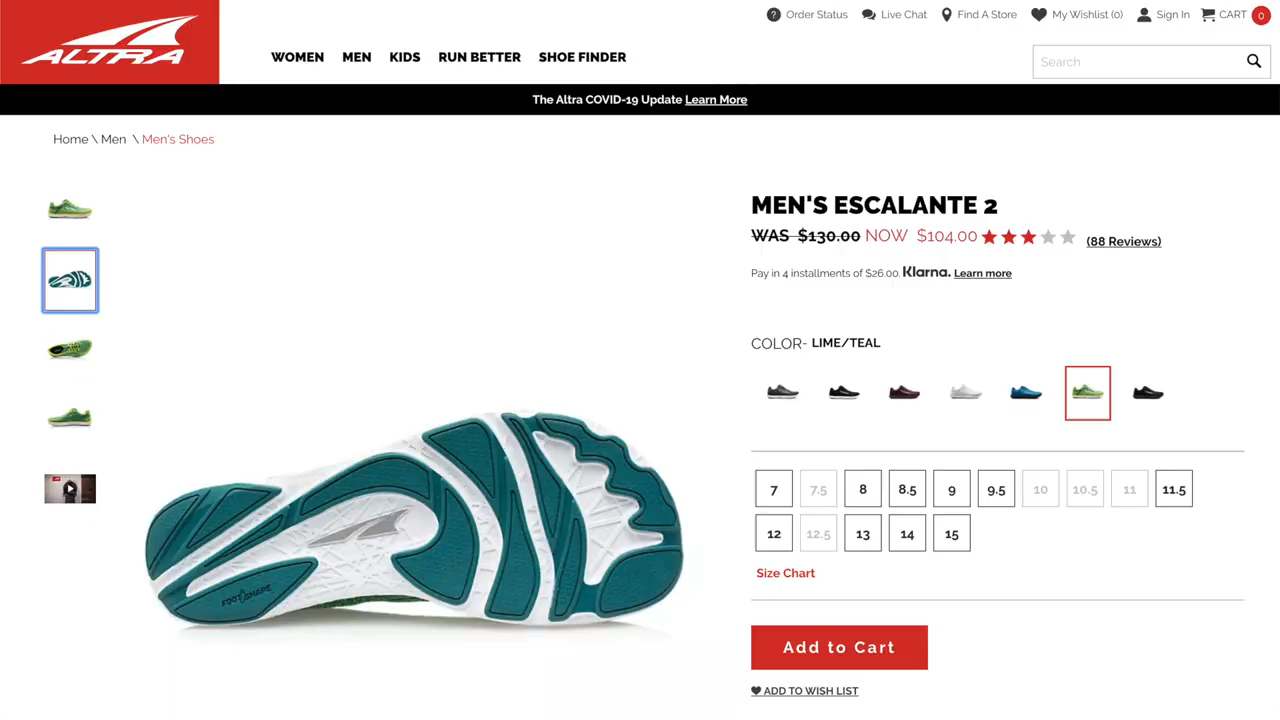 Order Status Live Chat Find A Store My Wishlist (0) Sign In CART 0
ALTRA
WOMEN MEN KIDS RUN BETTER SHOE FINDER
Search
The Altra COVID-19 Update Learn More
Home \ Men \ Men's Shoes
MEN'S ESCALANTE 2
WAS $130.00 NOW $104.00 (88 Reviews)
Pay in 4 installments of $26.00. Klarna. Learn more
COLOR- LIME/TEAL
7 7.5 8 8.5 9 9.5 10 10.5 11 11.5
12 12.5 13 14 15
Size Chart
FOOTSHAPE
Add to Cart
ADD TO WISH LIST